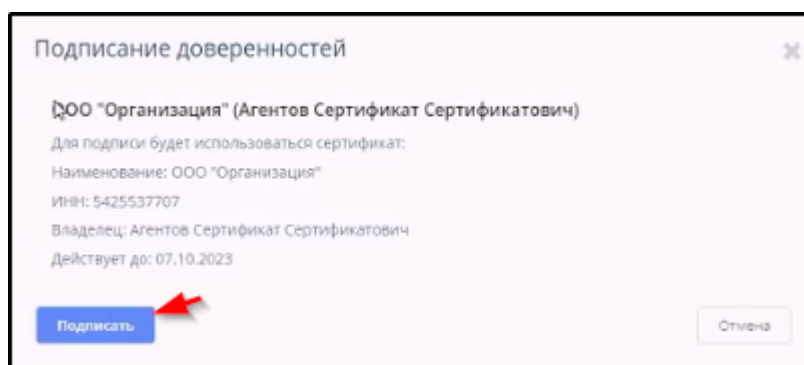 Подписание доверенностей
ООО "Организация" (Агентов Сертификат Сертификатович)
Для подписи будет использоваться сертификат:
Наименование: ООО "Организация"
ИНН: 5425537707
Владелец: Агентов Сертификат Сертификатович
Действует до: 07.10.2023
Подписать
Отмена